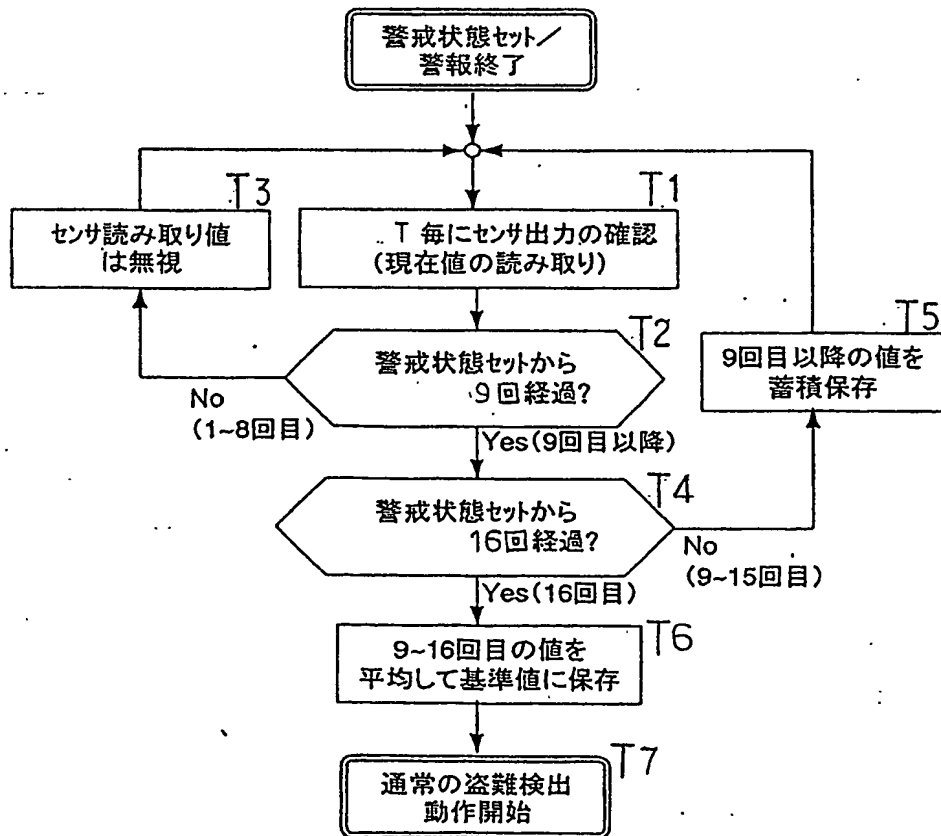 警戒状態セット／
警報終了
T3
センサ読み取り値
は無視
T1
T 毎にセンサ出力の確認
(現在値の読み取り)
T2
警戒状態セットから
9回経過?
No
(1~8回目)
Yes(9回目以降)
T5
9回目以降の値を
蓄積保存
T4
警戒状態セットから
16回経過?
No
(9~15回目)
Yes(16回目)
T6
9~16回目の値を
平均して基準値に保存
T7
通常の盗難検出
動作開始